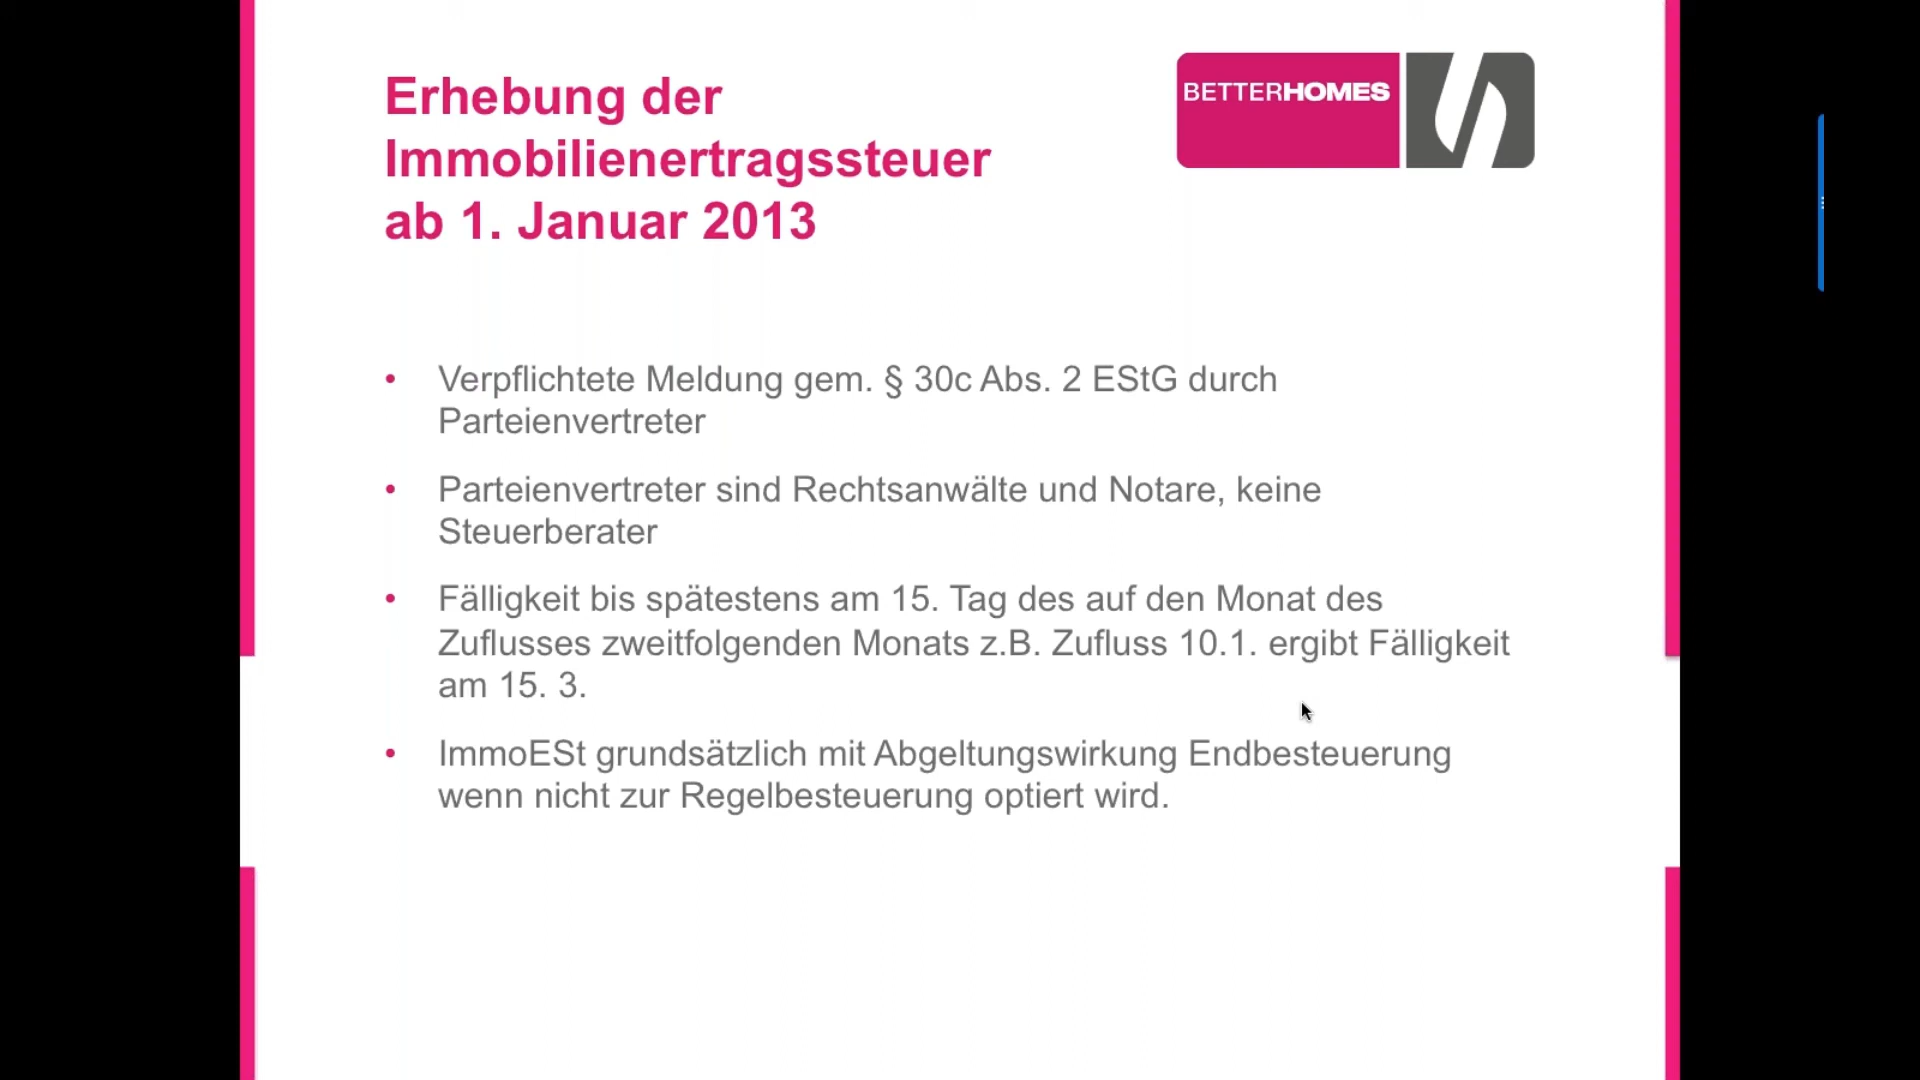 Erhebung der
Immobilienertragssteuer
ab 1. Januar 2013
BETTERHOMES
• Verpflichtete Meldung gem. § 30c Abs. 2 EStG durch
Parteienvertreter
• Parteienvertreter sind Rechtsanwälte und Notare, keine
Steuerberater
• Fälligkeit bis spätestens am 15. Tag des auf den Monat des
Zuflusses zweitfolgenden Monats z.B. Zufluss 10.1. ergibt Fälligkeit
am 15. 3.
• ImmoESt grundsätzlich mit Abgeltungswirkung Endbesteuerung
wenn nicht zur Regelbesteuerung optiert wird.